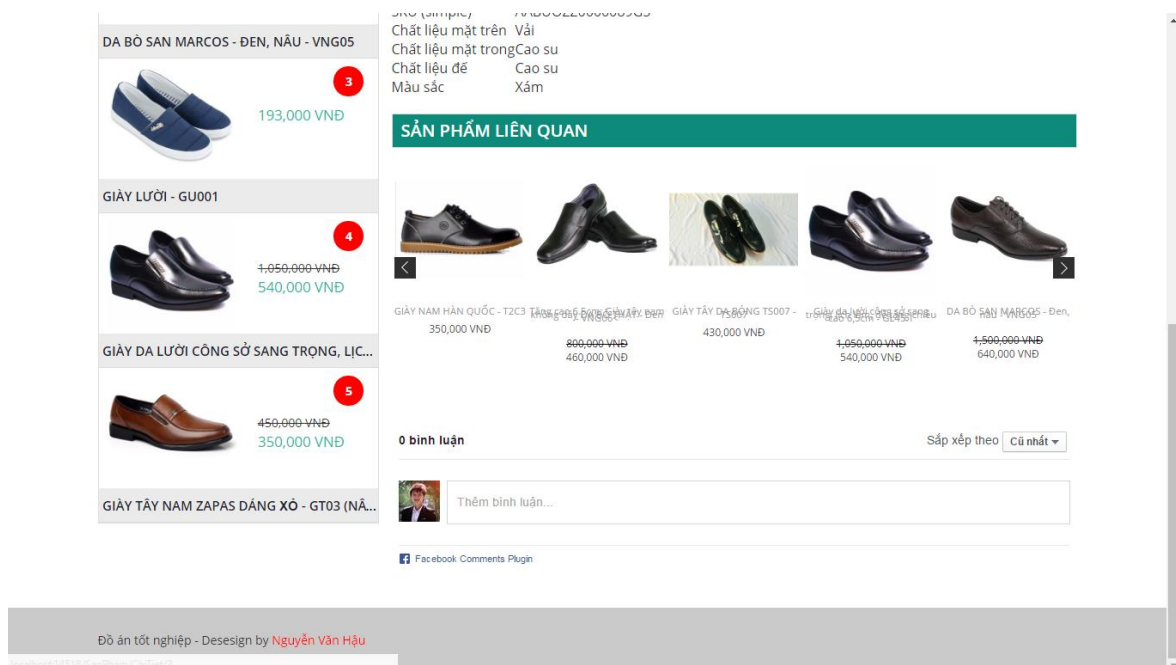 DA BÒ SAN MARCOS - ĐEN, NÂU - VNG05
3
193,000 VNĐ
GIÀY LƯỜI - GU001
4
1,050,000 VNĐ
540,000 VNĐ
GIÀY DA LƯỜI CÔNG SỞ SANG TRỌNG, LỊC...
5
450,000 VNĐ
350,000 VNĐ
GIÀY TÂY NAM ZAPAS DÁNG XỎ - GT03 (NÂ...
SKU (simple)
Chất liệu mặt trên Vải
Chất liệu mặt trong Cao su
Chất liệu đế Cao su
Màu sắc Xám
SẢN PHẨM LIÊN QUAN
GIÀY NAM HÀN QUỐC - T2C3
350,000 VNĐ
800,000 VNĐ
460,000 VNĐ
GIÀY TÂY DA BÓNG TS007 -
TS007
430,000 VNĐ
1,050,000 VNĐ
540,000 VNĐ
DA BÒ SAN MARCOS - Đen,
nâu - VNG05
1,500,000 VNĐ
640,000 VNĐ
0 bình luận
Sắp xếp theo Cũ nhất
Thêm bình luận...
Facebook Comments Plugin
Đồ án tốt nghiệp - Desesign by Nguyễn Văn Hậu